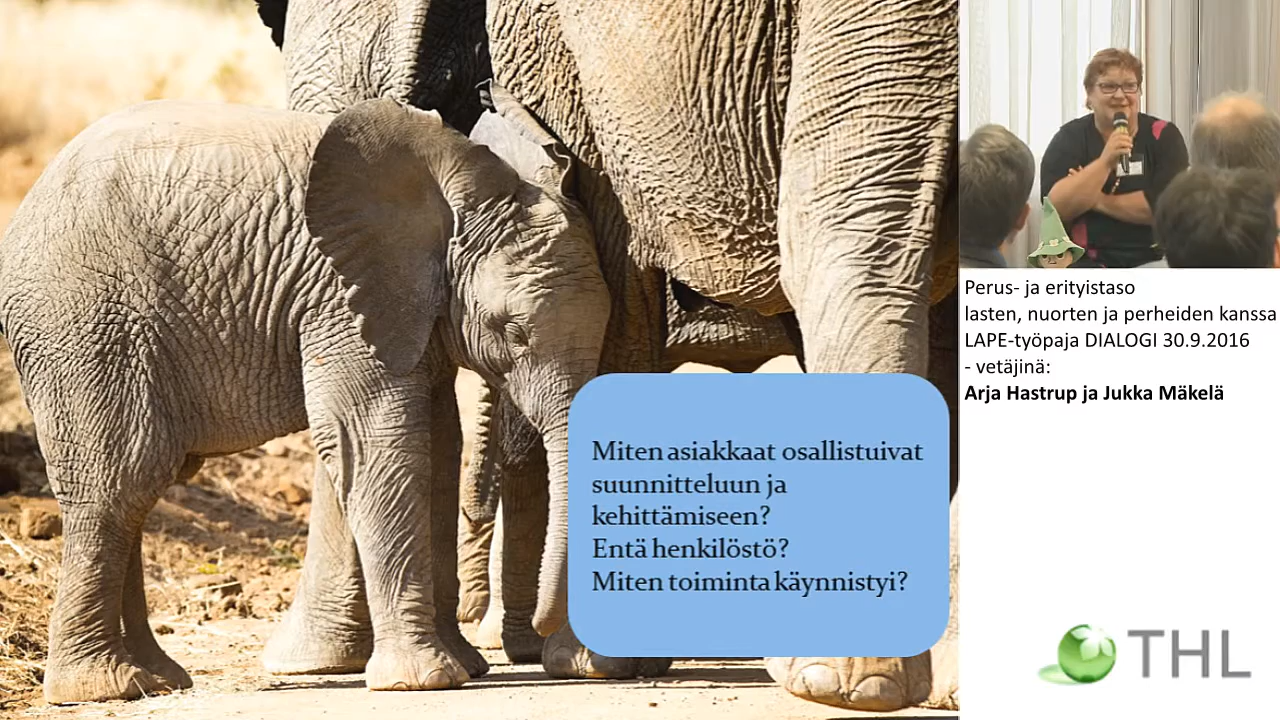 Miten asiakkaat osallistuivat
suunnitteluun ja
kehittämiseen?
Entä henkilöstö?
Miten toiminta käynnistyi?
Perus- ja erityistaso
lasten, nuorten ja perheiden kanssa
LAPE-työpaja DIALOGI 30.9.2016
- vetäjinä:
Arja Hastrup ja Jukka Mäkelä
THL